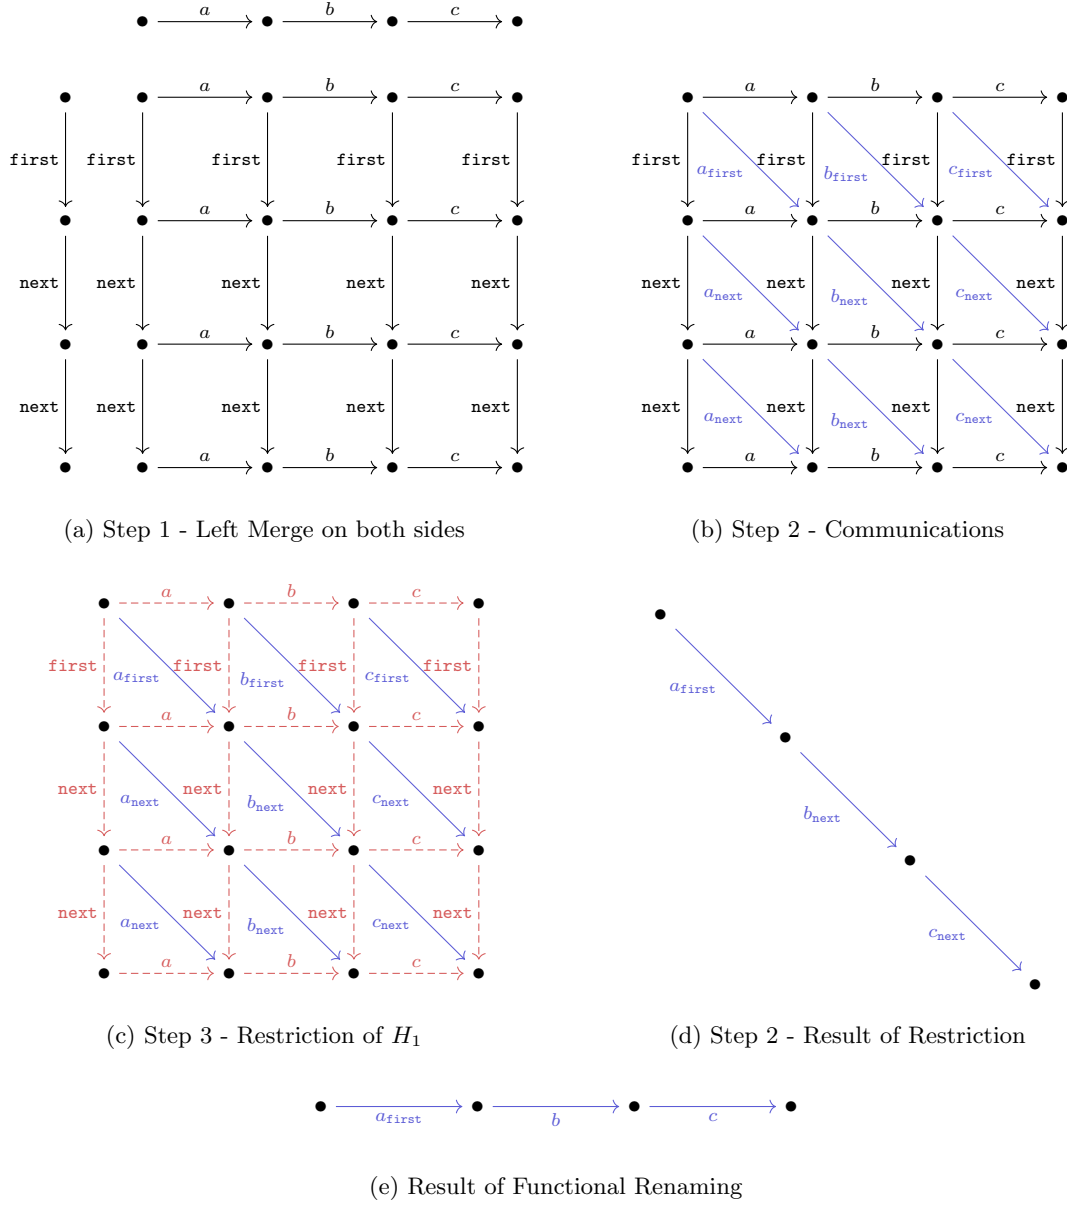 a b c
a b c
first first first first first
a b c
next next next next next
a b c
next next next next next
a b c
(a) Step 1 - Left Merge on both sides
a b c
first a_first first b_first first c_first first
a b c
next a_next next b_next next c_next next
a b c
next a_next next b_next next c_next next
a b c
(b) Step 2 - Communications
a b c
first a_first first b_first first c_first first
a b c
next a_next next b_next next c_next next
a b c
next a_next next b_next next c_next next
a b c
(c) Step 3 - Restriction of H_1
a_first
b_next
c_next
(d) Step 2 - Result of Restriction
a_first b c
(e) Result of Functional Renaming